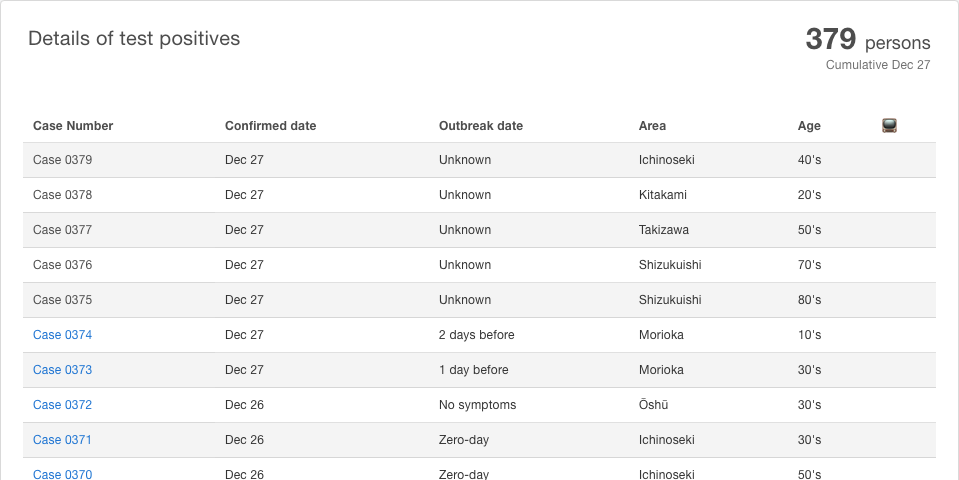 Details of test positives
379 persons
Cumulative Dec 27
Case Number Confirmed date Outbreak date Area Age
Case 0379 Dec 27 Unknown Ichinoseki 40's
Case 0378 Dec 27 Unknown Kitakami 20's
Case 0377 Dec 27 Unknown Takizawa 50's
Case 0376 Dec 27 Unknown Shizukuishi 70's
Case 0375 Dec 27 Unknown Shizukuishi 80's
Case 0374 Dec 27 2 days before Morioka 10's
Case 0373 Dec 27 1 day before Morioka 30's
Case 0372 Dec 26 No symptoms Ōshū 30's
Case 0371 Dec 26 Zero-day Ichinoseki 30's
Case 0370 Dec 26 Zero-day Ichinoseki 50's